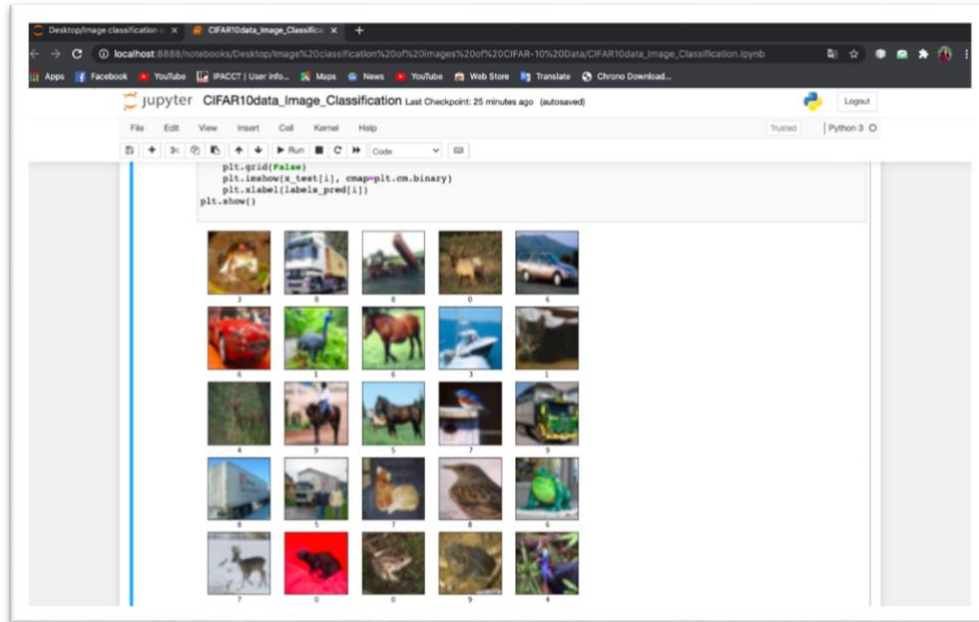 Desktop/Image classification o × CIFAR10data_Image_Classifica × +
localhost:8888/notebooks/Desktop/Image%20classification%20of%20images%20of%20CIFAR-10%20Data/CIFAR10data_Image_Classification.ipynb
Apps Facebook YouTube IPACCT | User info... Maps News YouTube Web Store Translate Chrono Download...
jupyter CIFAR10data_Image_Classification Last Checkpoint: 25 minutes ago (autosaved) Logout
File Edit View Insert Cell Kernel Help Trusted Python 3
Run Code
plt.grid(False)
plt.imshow(x_test[i], cmap=plt.cm.binary)
plt.xlabel(labels_pred[i])
plt.show()
3 8 8 0 6
6 1 6 3 1
4 9 5 7 9
8 5 7 8 6
7 0 0 9 4